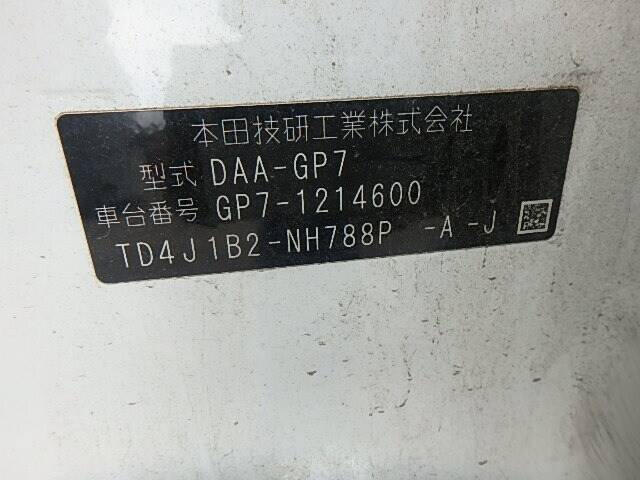 本田技研工業株式会社
型式 DAA-GP7
車台番号 GP7-1214600
TD4J1B2-NH788P -A -J